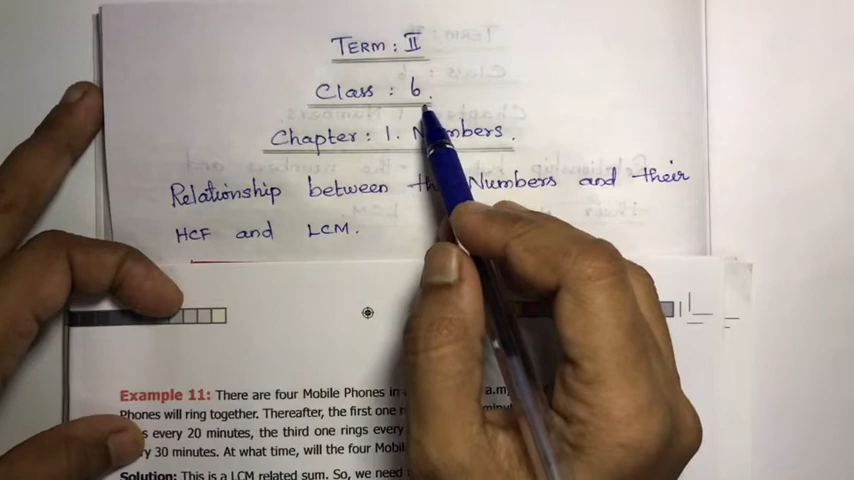 TERM : II
Class : 6.
Chapter : 1. Numbers.
Relationship between the Numbers and their
HCF and LCM.
Example 11: There are four Mobile Phones in a.m
Phones will ring together. Thereafter, the first one
every 20 minutes, the third one rings every
30 minutes. At what time, will the four
Solution: This is a LCM related sum. So, we need